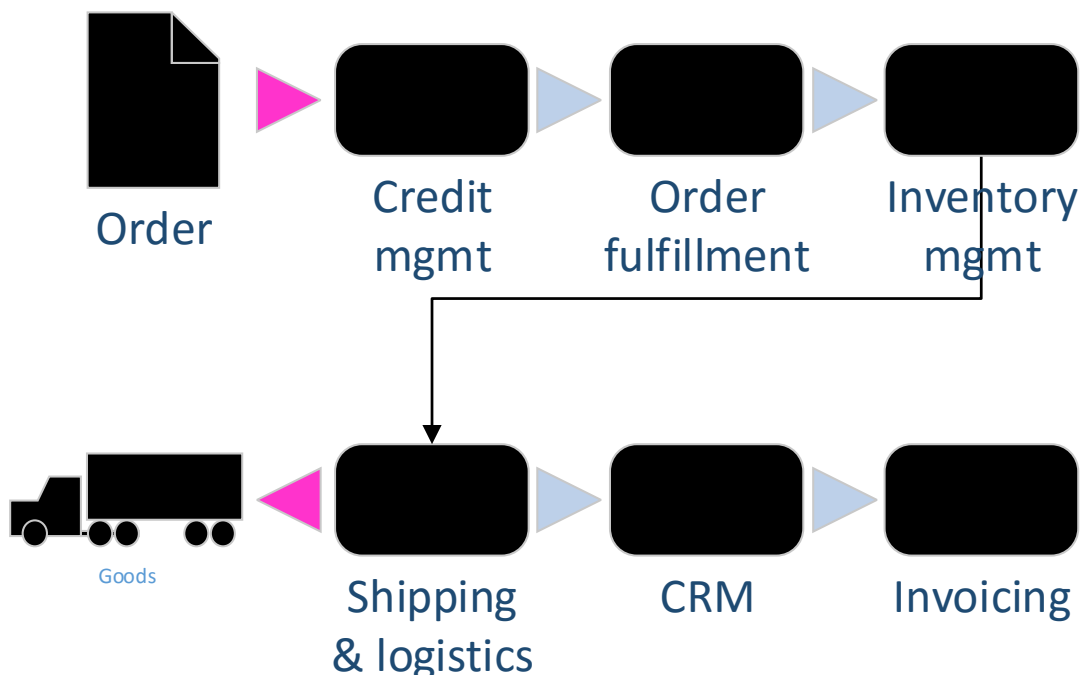 Order
Credit
mgmt
Order
fulfillment
Inventory
mgmt
Goods
Shipping
& logistics
CRM
Invoicing